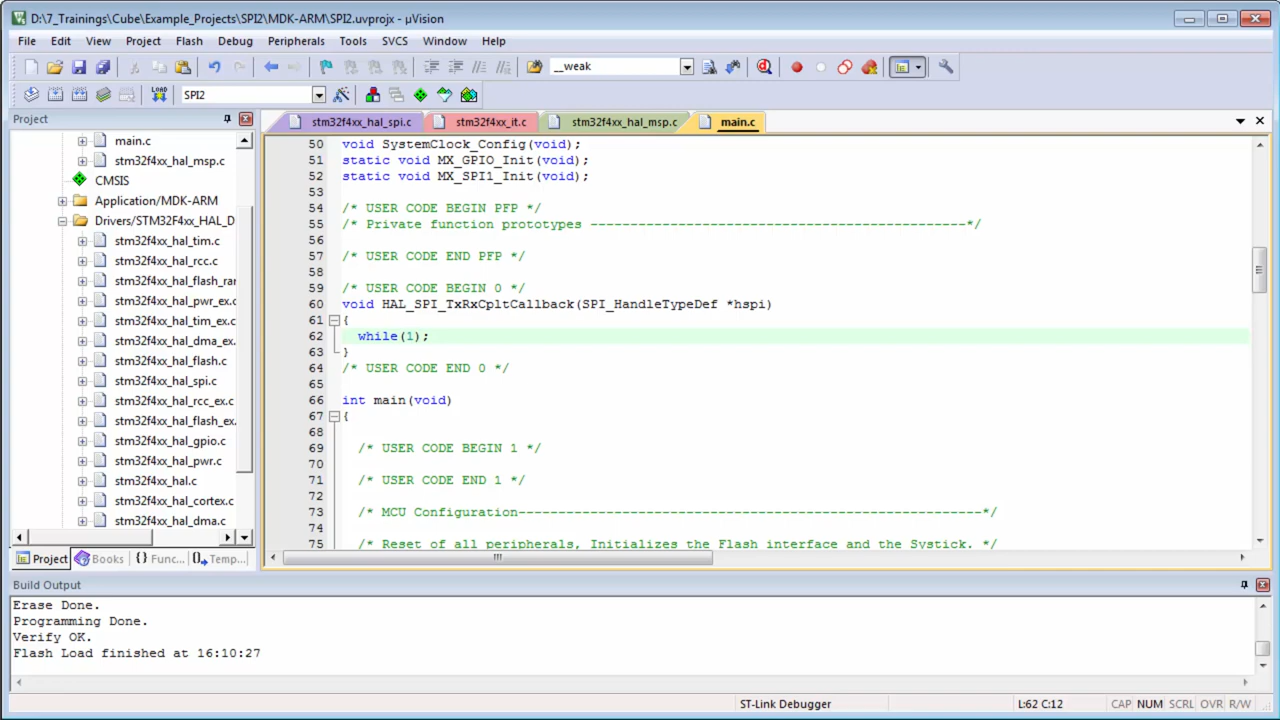 D:\7_Trainings\Cube\Example_Projects\SPI2\MDK-ARM\SPI2.uvprojx - µVision
File Edit View Project Flash Debug Peripherals Tools SVCS Window Help
__weak
LOAD SPI2
Project
main.c
stm32f4xx_hal_msp.c
CMSIS
Application/MDK-ARM
Drivers/STM32F4xx_HAL_D
stm32f4xx_hal_tim.c
stm32f4xx_hal_rcc.c
stm32f4xx_hal_flash_rar
stm32f4xx_hal_pwr_ex.c
stm32f4xx_hal_tim_ex.c
stm32f4xx_hal_dma_ex.
stm32f4xx_hal_flash.c
stm32f4xx_hal_spi.c
stm32f4xx_hal_rcc_ex.c
stm32f4xx_hal_flash_ex.
stm32f4xx_hal_gpio.c
stm32f4xx_hal_pwr.c
stm32f4xx_hal.c
stm32f4xx_hal_cortex.c
stm32f4xx_hal_dma.c
Project Books {} Func... Temp...
stm32f4xx_hal_spi.c stm32f4xx_it.c stm32f4xx_hal_msp.c main.c
50 void SystemClock_Config(void);
51 static void MX_GPIO_Init(void);
52 static void MX_SPI1_Init(void);
53
54 /* USER CODE BEGIN PFP */
55 /* Private function prototypes -----------------------------------------------*/
56
57 /* USER CODE END PFP */
58
59 /* USER CODE BEGIN 0 */
60 void HAL_SPI_TxRxCpltCallback(SPI_HandleTypeDef *hspi)
61 {
62 while(1);
63 }
64 /* USER CODE END 0 */
65
66 int main(void)
67 {
68
69 /* USER CODE BEGIN 1 */
70
71 /* USER CODE END 1 */
72
73 /* MCU Configuration----------------------------------------------------------*/
74
75 /* Reset of all peripherals, Initializes the Flash interface and the Systick. */
Build Output
Erase Done.
Programming Done.
Verify OK.
Flash Load finished at 16:10:27
ST-Link Debugger L:62 C:12 CAP NUM SCRL OVR R/W